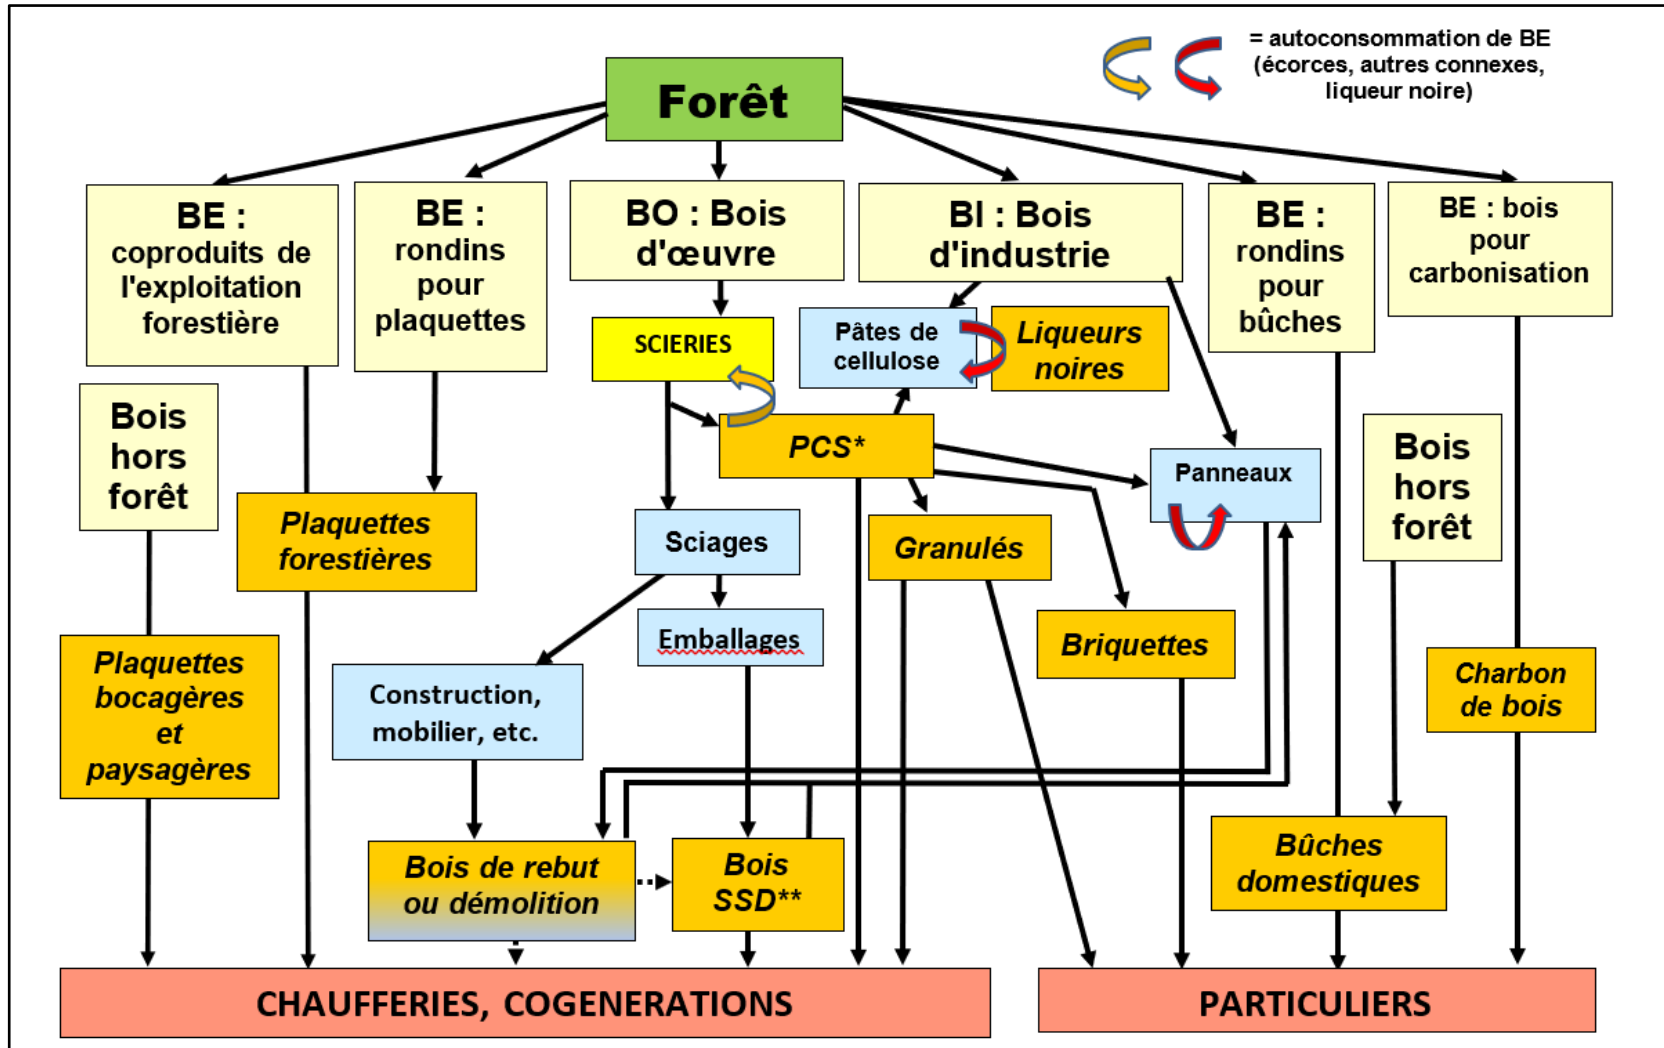 = autoconsommation de BE
(écorces, autres connexes,
liqueur noire)
Forêt
BE :
coproduits de
l'exploitation
forestière
BE :
rondins
pour
plaquettes
BO : Bois
d'œuvre
BI : Bois
d'industrie
BE :
rondins
pour
bûches
BE : bois
pour
carbonisation
SCIERIES
Pâtes de
cellulose
Liqueurs
noires
Bois
hors
forêt
PCS*
Panneaux
Bois
hors
forêt
Plaquettes
forestières
Sciages
Granulés
Emballages
Briquettes
Plaquettes
bocagères
et
paysagères
Construction,
mobilier, etc.
Charbon
de bois
Bois de rebut
ou démolition
Bois
SSD**
Bûches
domestiques
CHAUFFERIES, COGENERATIONS
PARTICULIERS